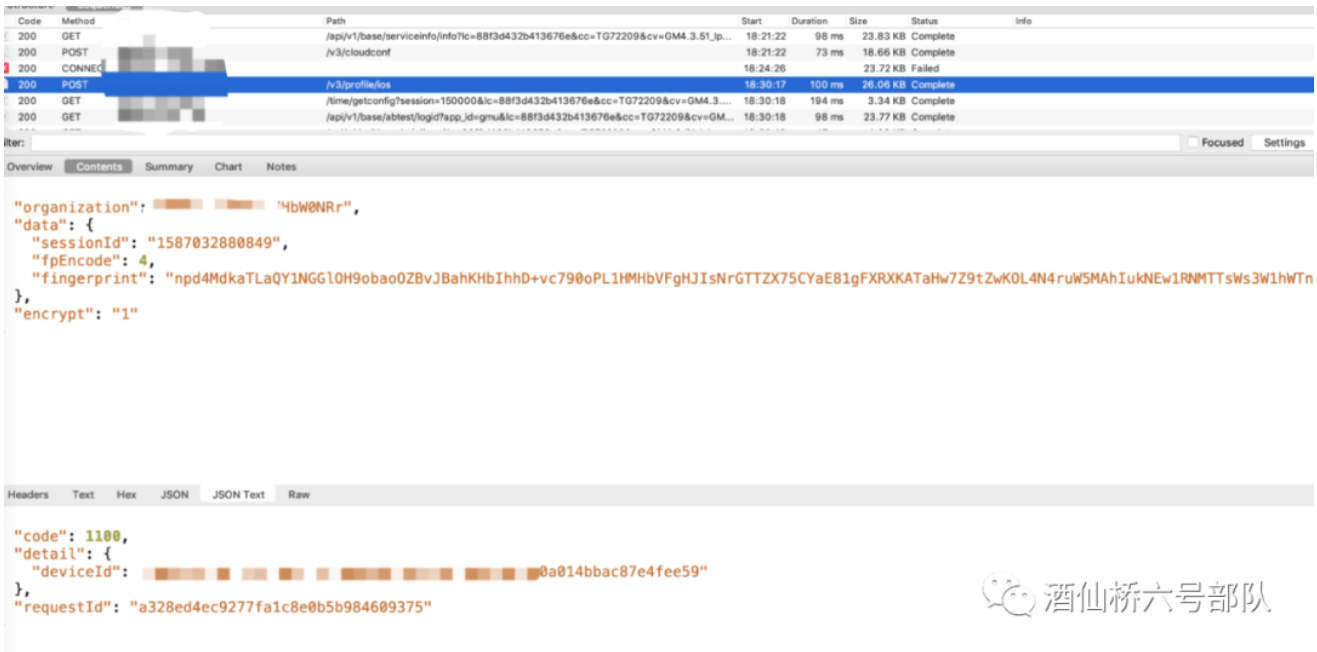 Code Method Path Start Duration Size Status Info
200 GET /api/v1/base/serviceinfo/info?lc=88f3d432b413676e&cc=TG72209&cv=GM4.3.51_Ip... 18:21:22 98 ms 23.83 KB Complete
200 POST /v3/cloudconf 18:21:22 73 ms 18.66 KB Complete
200 CONNEC 18:24:26 23.72 KB Failed
200 POST /v3/profile/ios 18:30:17 100 ms 26.06 KB Complete
200 GET /time/getconfig?session=150000&lc=88f3d432b413676e&cc=TG72209&cv=GM4.3.... 18:30:18 194 ms 3.34 KB Complete
200 GET /api/v1/base/abtest/logid?app_id=gmu&lc=88f3d432b413676e&cc=TG72209&cv=GM... 18:30:18 98 ms 23.77 KB Complete
Focused Settings
Overview Contents Summary Chart Notes
"organization": HbW0NRr",
"data": {
"sessionId": "1587032880849",
"fpEncode": 4,
"fingerprint": "npd4MdkaTLaQY1NGGlOH9obaoOZBvJBahKHbIhhD+vc790oPL1HMHbVFgHJIsNrGTTZX75CYaE81gFXRXKATaHw7Z9tZwKOL4N4ruW5MAhIukNEw1RNMTTsWs3W1hWTn
},
"encrypt": "1"
Headers Text Hex JSON JSON Text Raw
"code": 1100,
"detail": {
"deviceId": 0a014bbac87e4fee59"
},
"requestId": "a328ed4ec9277fa1c8e0b5b984609375"
酒仙桥六号部队